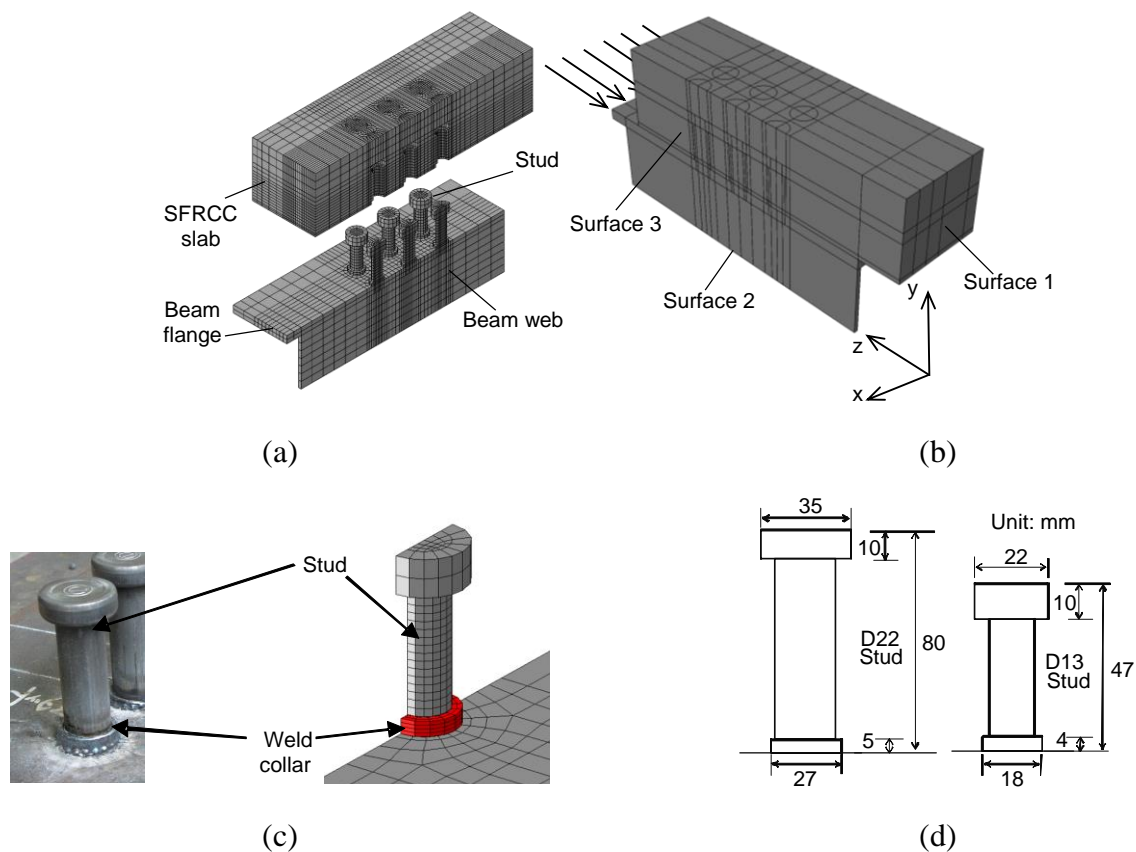 Stud
SFRCC
slab
Beam
flange
Beam web
(a)
Surface 3
Surface 2
Surface 1
y
z
x
(b)
Stud
Weld
collar
(c)
35
10
D22
Stud
80
5
27
Unit: mm
22
10
D13
Stud
47
4
18
(d)